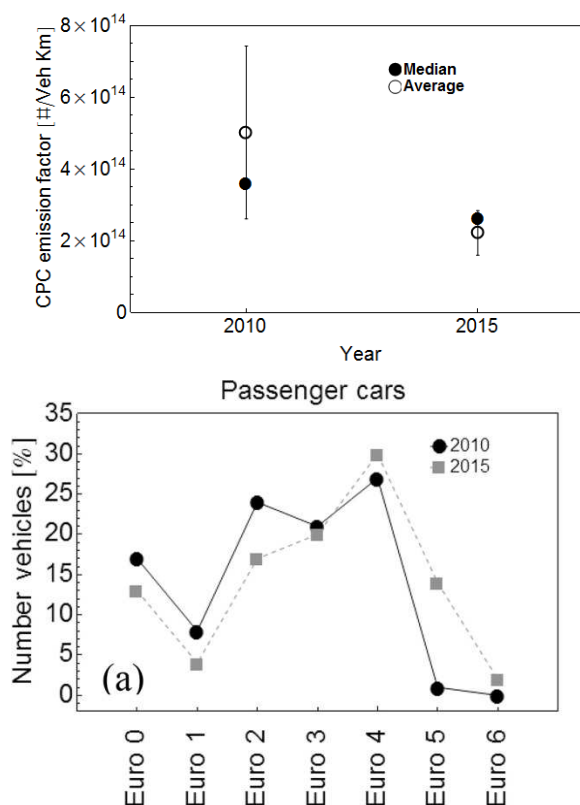 8×10^14
6×10^14
4×10^14
2×10^14
0
CPC emission factor [#/Veh Km]
Median
Average
2010
2015
Year
Passenger cars
35
30
25
20
15
10
5
0
Number vehicles [%]
2010
2015
(a)
Euro 0
Euro 1
Euro 2
Euro 3
Euro 4
Euro 5
Euro 6